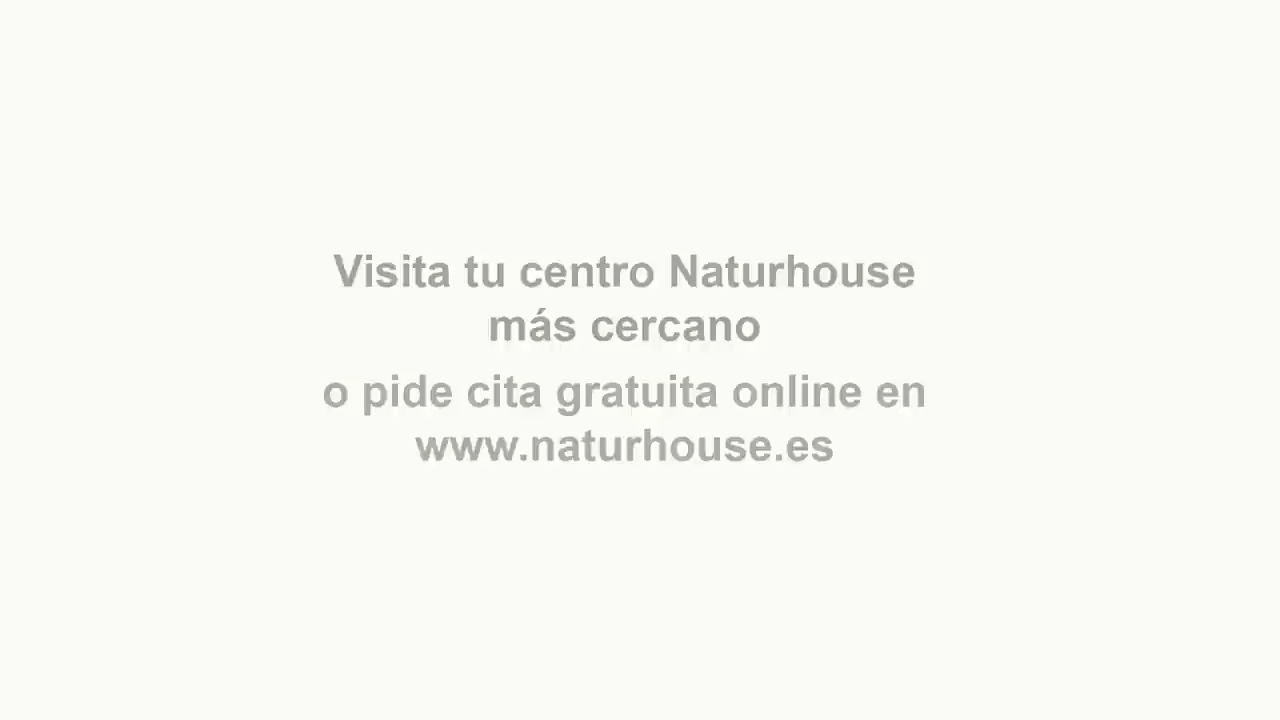 Visita tu centro Naturhouse
más cercano
o pide cita gratuita online en
www.naturhouse.es